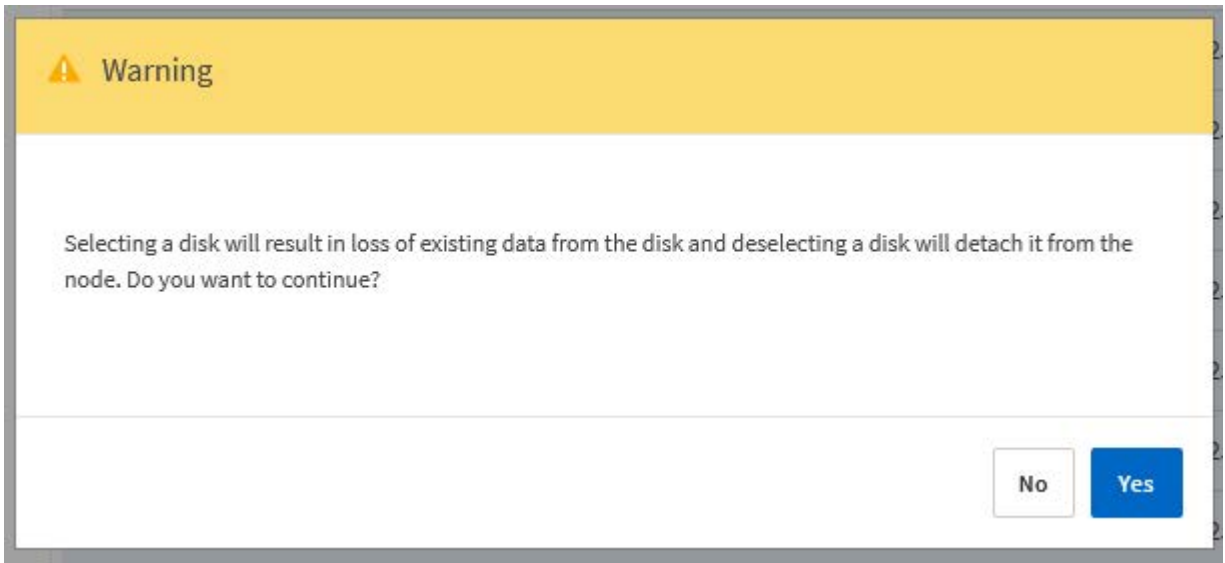 Warning
Selecting a disk will result in loss of existing data from the disk and deselecting a disk will detach it from the
node. Do you want to continue?
No Yes